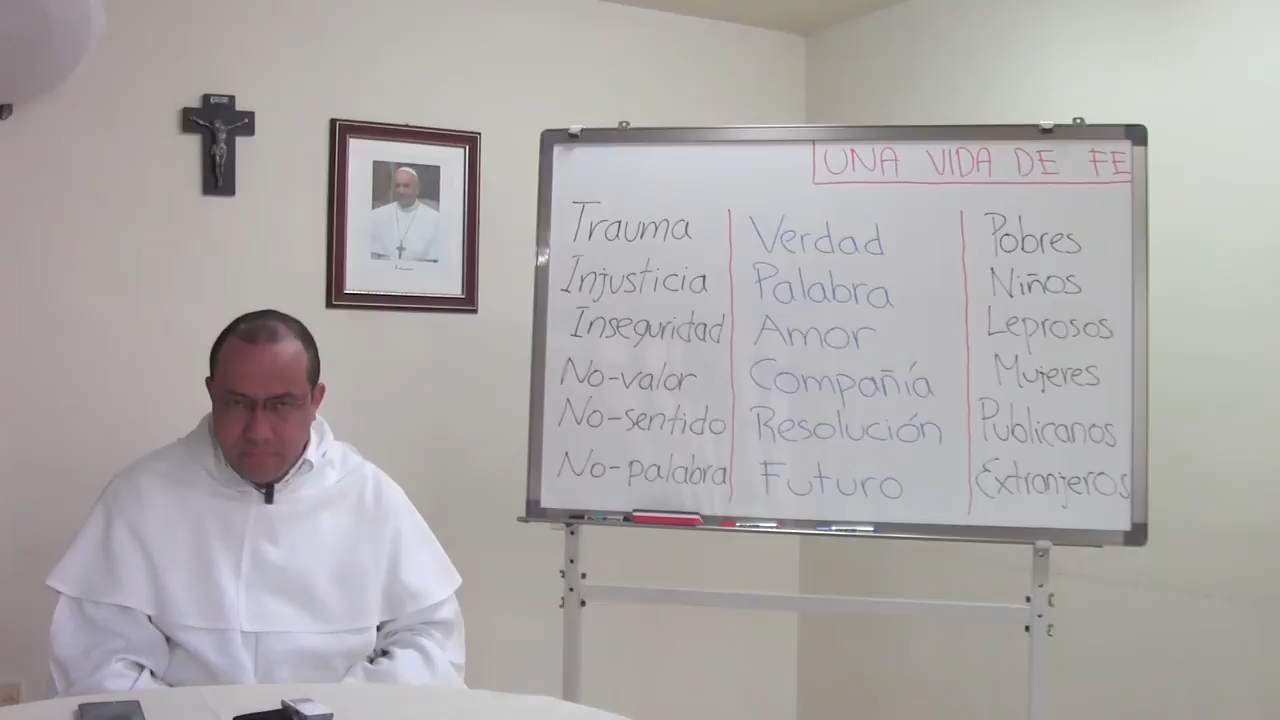 UNA VIDA DE FE
Trauma
Injusticia
Inseguridad
No-valor
No-sentido
No-palabra
Verdad
Palabra
Amor
Compañía
Resolución
Futuro
Pobres
Niños
Leprosos
Mujeres
Publicanos
Extranjeros